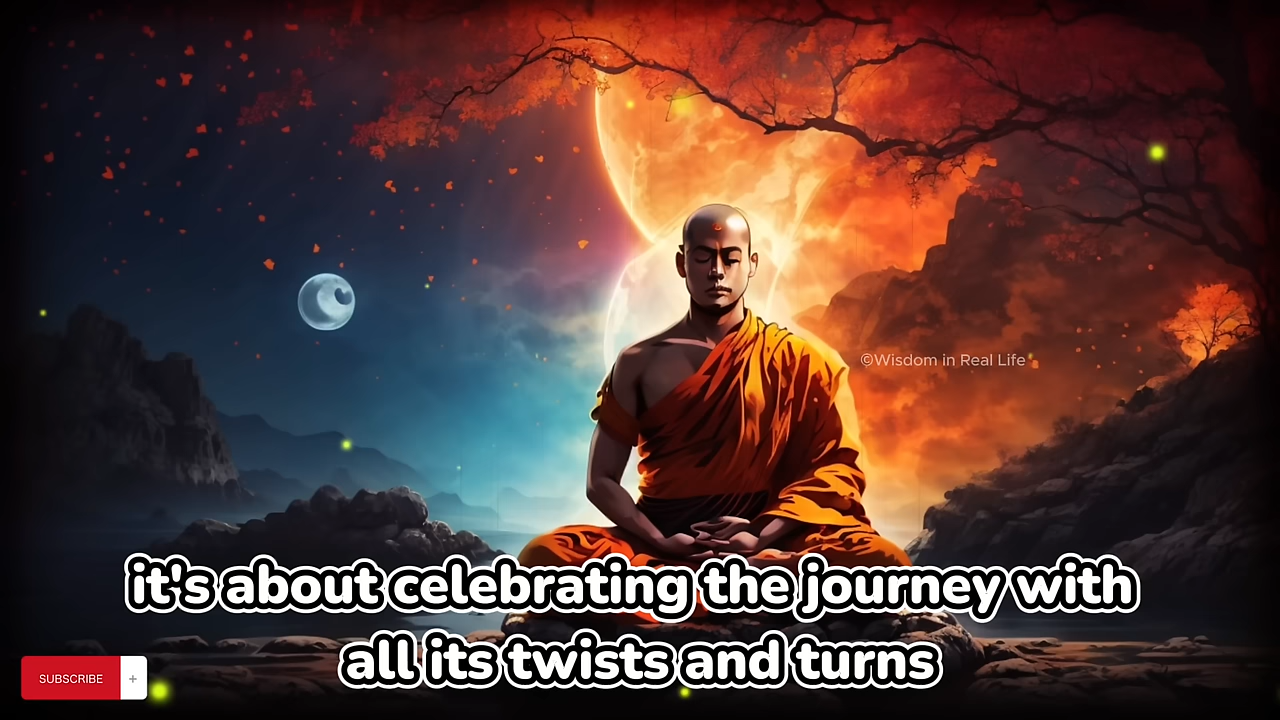 ©Wisdom in Real Life
it's about celebrating the journey with
all its twists and turns
SUBSCRIBE +